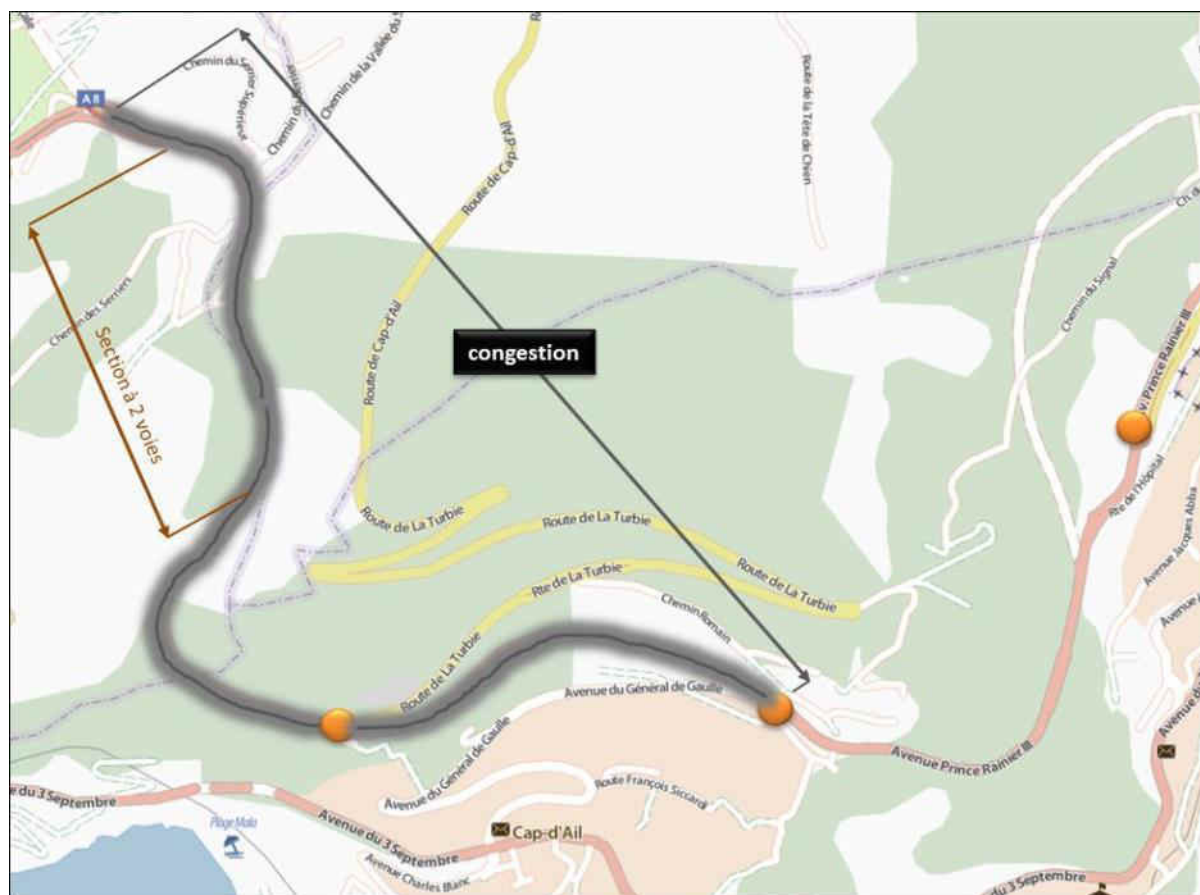 Chemin du Serrier Supérieur
Chemin de la Vallée du S
A 8
Route de Cap-d'Ail
Route de la Tête de Chien
Chemin des Serriers
Route de Cap-d'Ail
Chemin du Signal
Section à 2 voies
congestion
v. Prince Rainier III
Rte de l'Hôpital
Route de La Turbie
Route de La Turbie
Route de La Turbie
Rte de La Turbie
Avenue Jacques Abba
Chemin Romain
Route de La Turbie
Avenue du Général de Gaulle
Avenue du Général de Gaulle
Avenue Prince Rainier III
Route François Siccardi
e du 3 Septembre
Plage Mala
Avenue du 3 Septembre
Cap-d'Ail
Avenue Charles Blanc
e du 3 Septembre